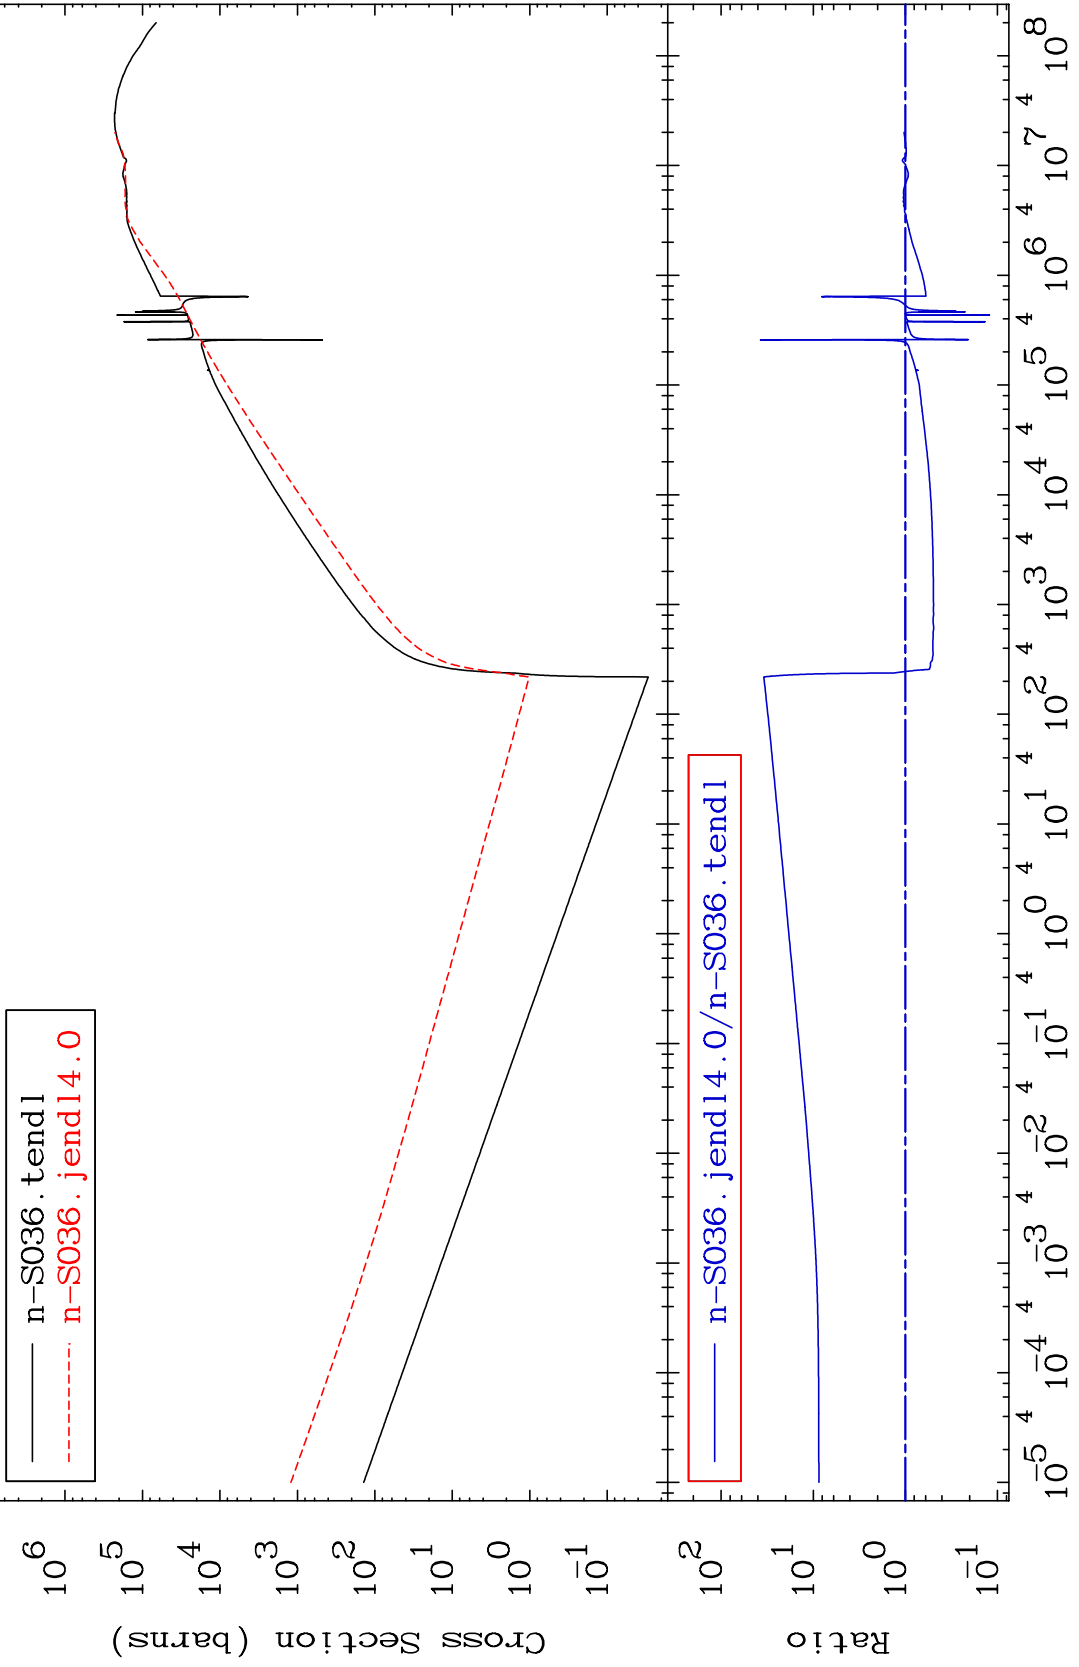 n-S036.tendl
n-S036.jendl4.0
10^6
10^5
10^4
10^3
10^2
10^1
10^0
10^-1
Cross Section (barns)
n-S036.jendl4.0/n-S036.tendl
10^2
10^1
10^0
10^-1
Ratio
10^-5 4 10^-4 4 10^-3 4 10^-2 4 10^-1 4 10^0 4 10^1 4 10^2 4 10^3 4 10^4 4 10^5 4 10^6 4 10^7 4 10^8